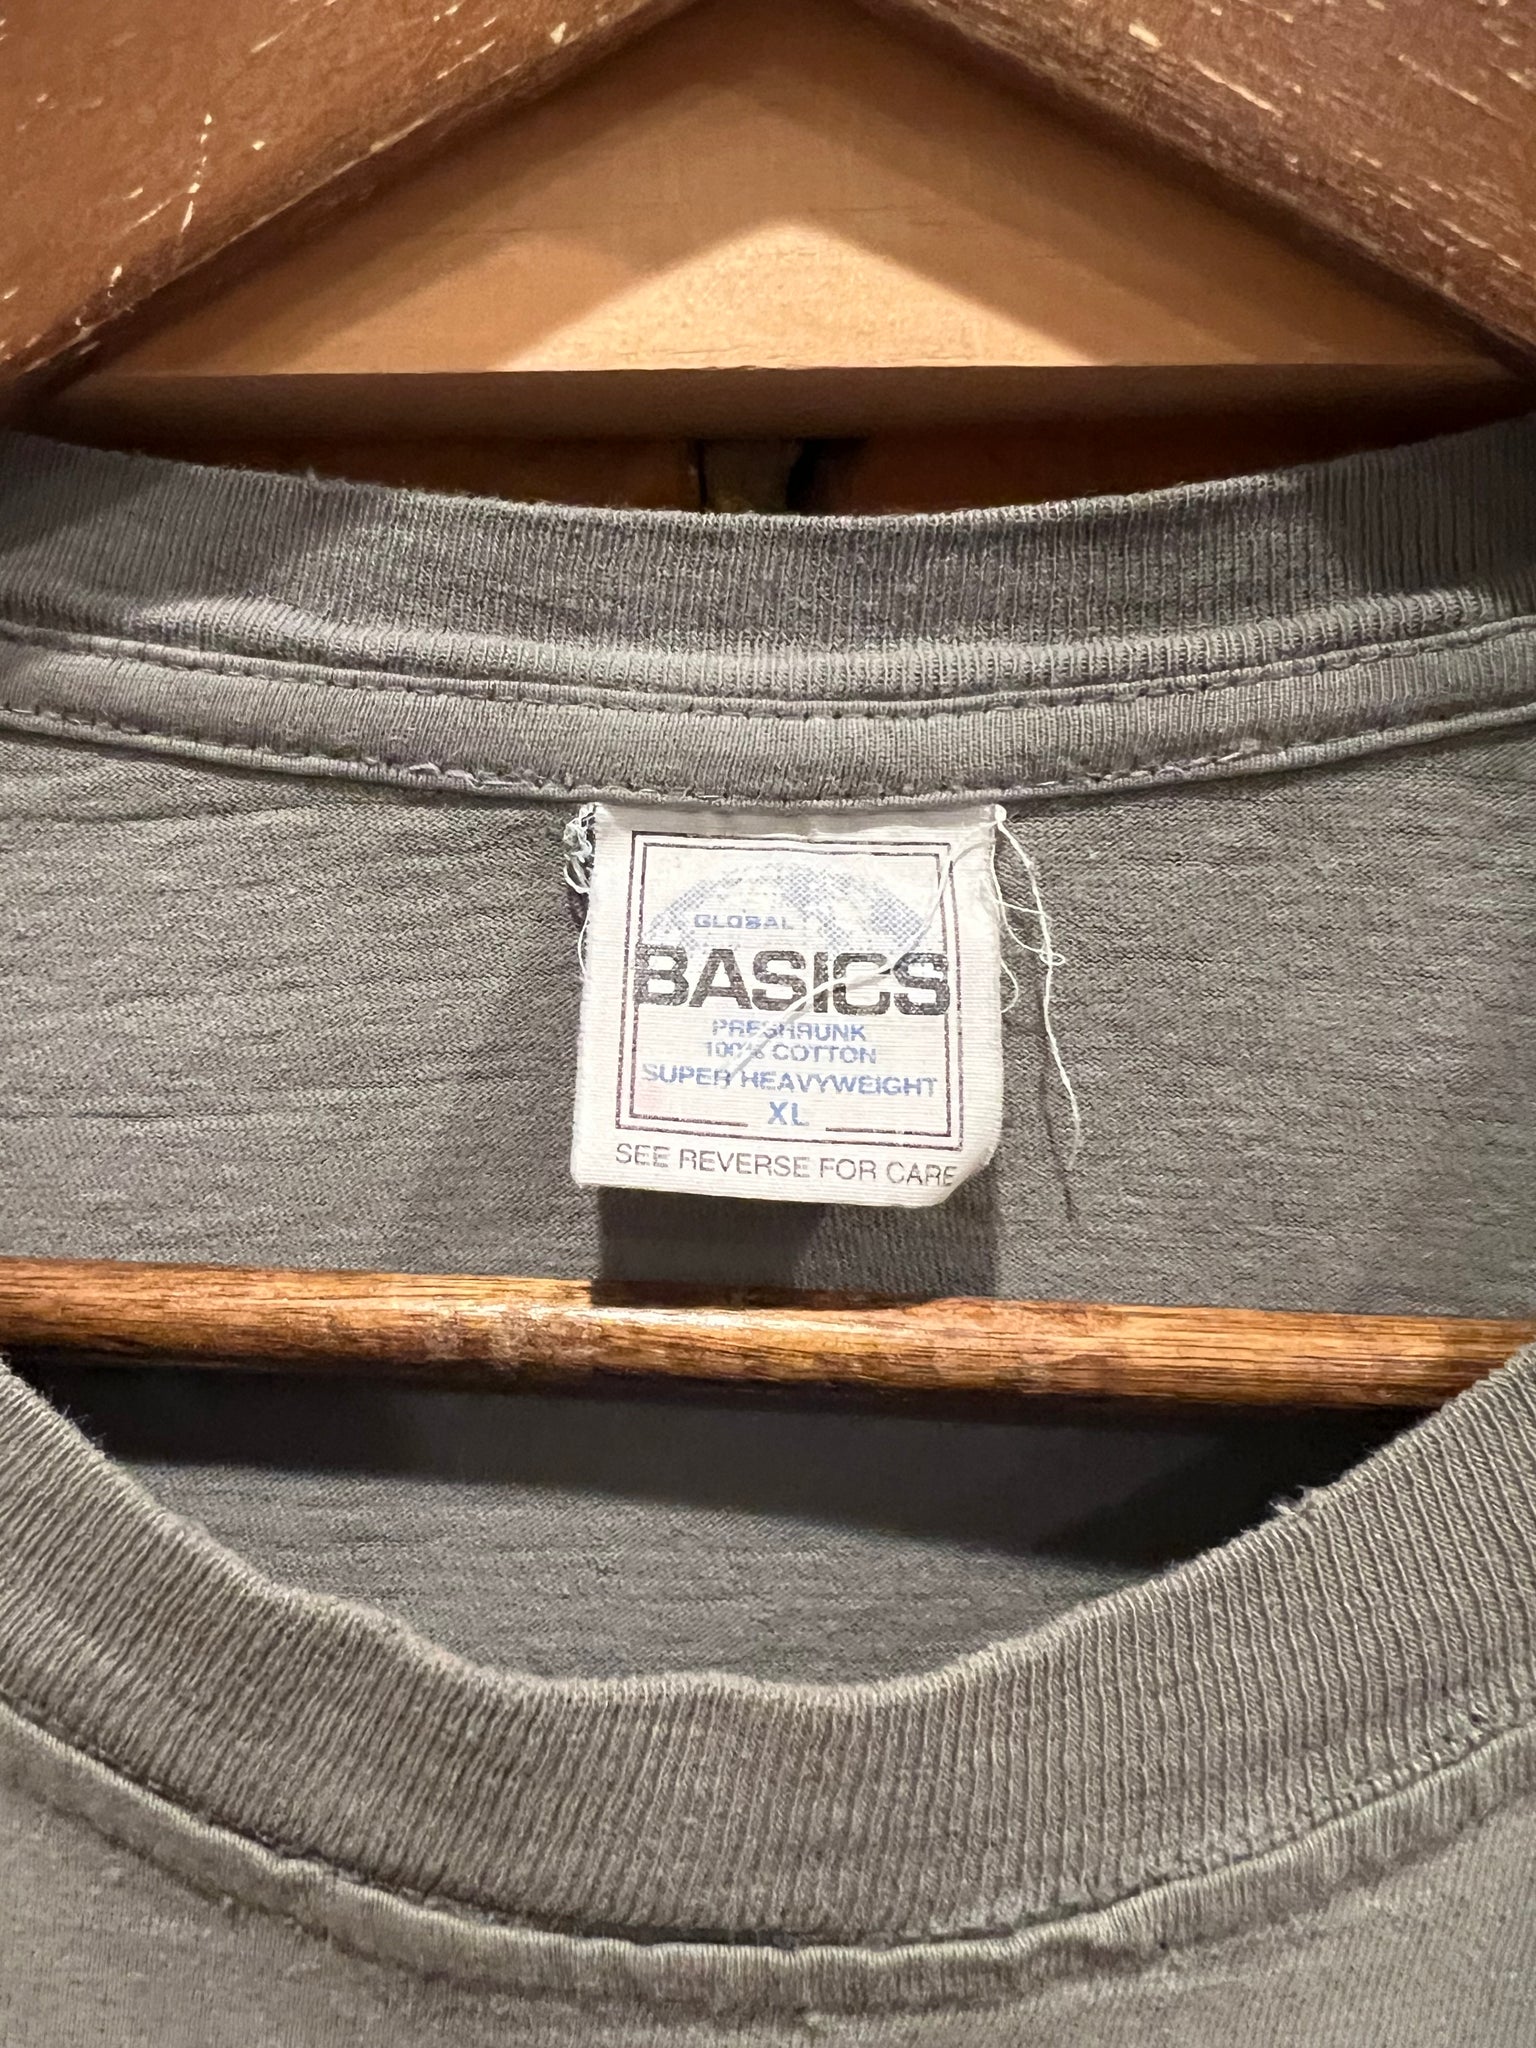 GLOBAL
BASICS
PRESHRUNK
100% COTTON
SUPER HEAVYWEIGHT
XL
SEE REVERSE FOR CARE